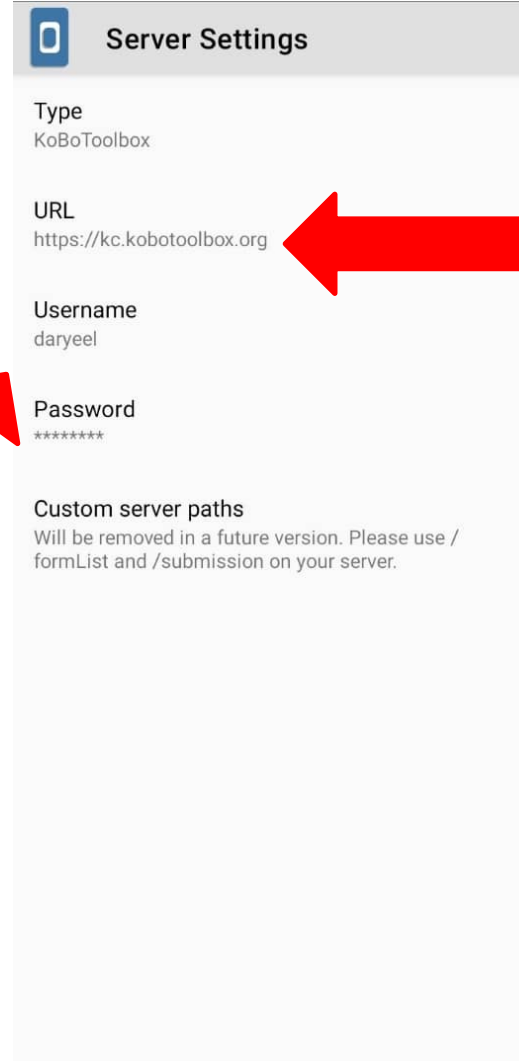 Server Settings
Type
KoBoToolbox
URL
https://kc.kobotoolbox.org
Username
daryeel
Password
********
Custom server paths
Will be removed in a future version. Please use /
formList and /submission on your server.